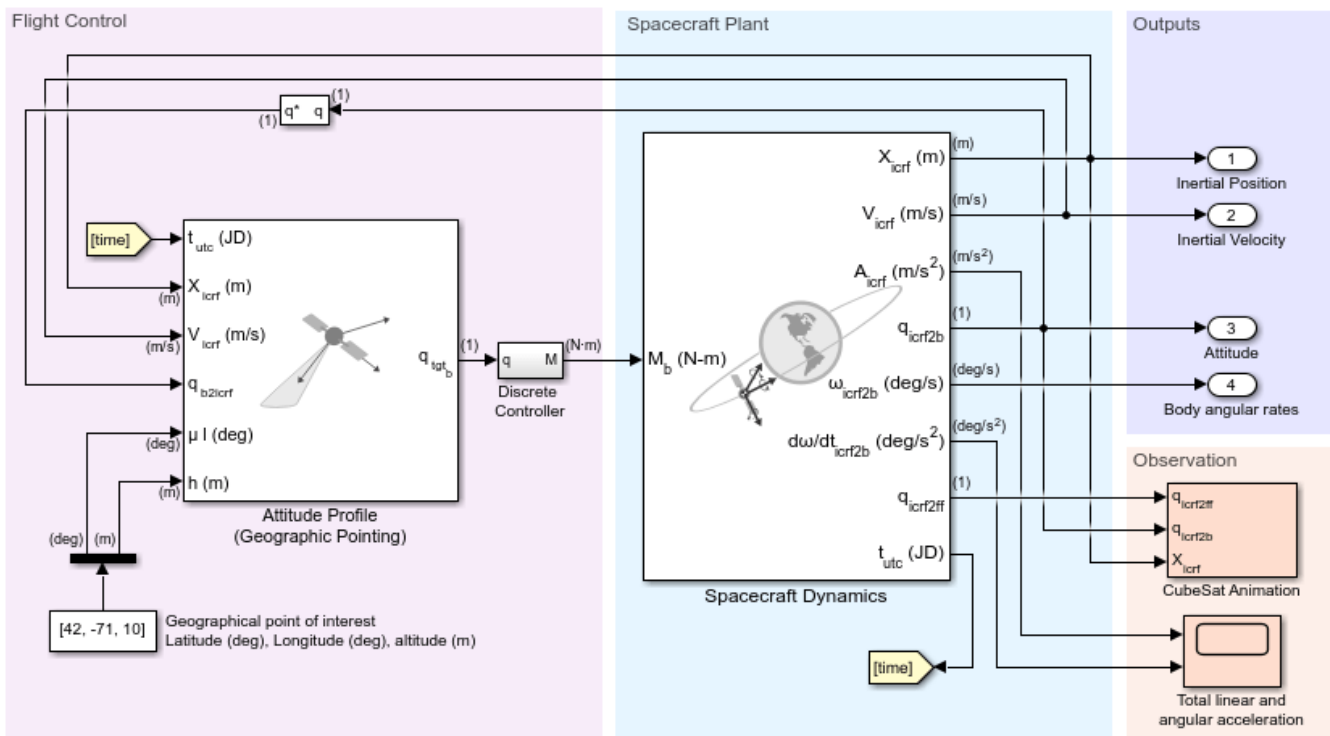 Flight Control
Spacecraft Plant
Outputs
(1)
q* q
(1)
[time]
t_utc (JD)
X_icrf (m)
(m)
V_icrf (m/s)
(m/s)
q_b2icrf
μ l (deg)
(deg)
h (m)
(m)
q_tgt_b
(1)
Attitude Profile
(Geographic Pointing)
(deg) (m)
[42, -71, 10]
Geographical point of interest
Latitude (deg), Longitude (deg), altitude (m)
q M
(N·m)
Discrete
Controller
M_b (N-m)
X_icrf (m)
(m)
V_icrf (m/s)
(m/s)
A_icrf (m/s²)
(m/s²)
q_icrf2b
(1)
ω_icrf2b (deg/s)
(deg/s)
dω/dt_icrf2b (deg/s²)
(deg/s²)
q_icrf2ff
(1)
t_utc (JD)
Spacecraft Dynamics
[time]
1
Inertial Position
2
Inertial Velocity
3
Attitude
4
Body angular rates
Observation
q_icrf2ff
q_icrf2b
X_icrf
CubeSat Animation
Total linear and
angular acceleration